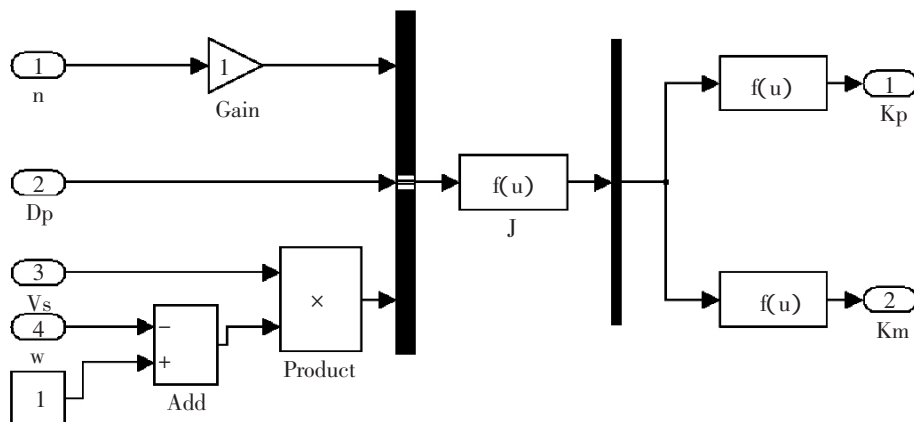 1
n
1
Gain
2
Dp
3
Vs
4
w
1
−
+
Add
×
Product
f(u)
J
f(u)
1
Kp
f(u)
2
Km